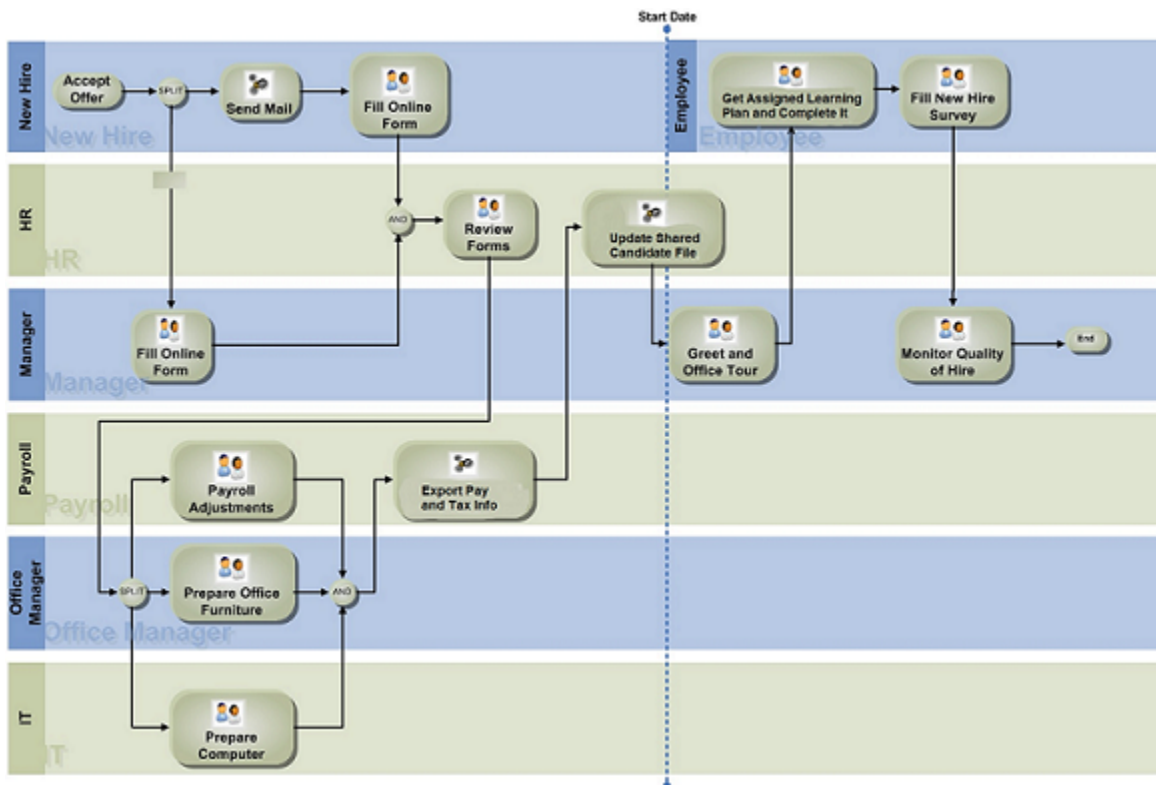 Start Date
New Hire
New Hire
Accept
Offer
SPLIT
Send Mail
Fill Online
Form
Employee
Employee
Get Assigned Learning
Plan and Complete It
Fill New Hire
Survey
HR
HR
AND
Review
Forms
Update Shared
Candidate File
Manager
Manager
Fill Online
Form
Greet and
Office Tour
Monitor Quality
of Hire
End
Payroll
Payroll
Payroll
Adjustments
Export Pay
and Tax Info
Office
Manager
Office Manager
SPLIT
Prepare Office
Furniture
AND
IT
IT
Prepare
Computer